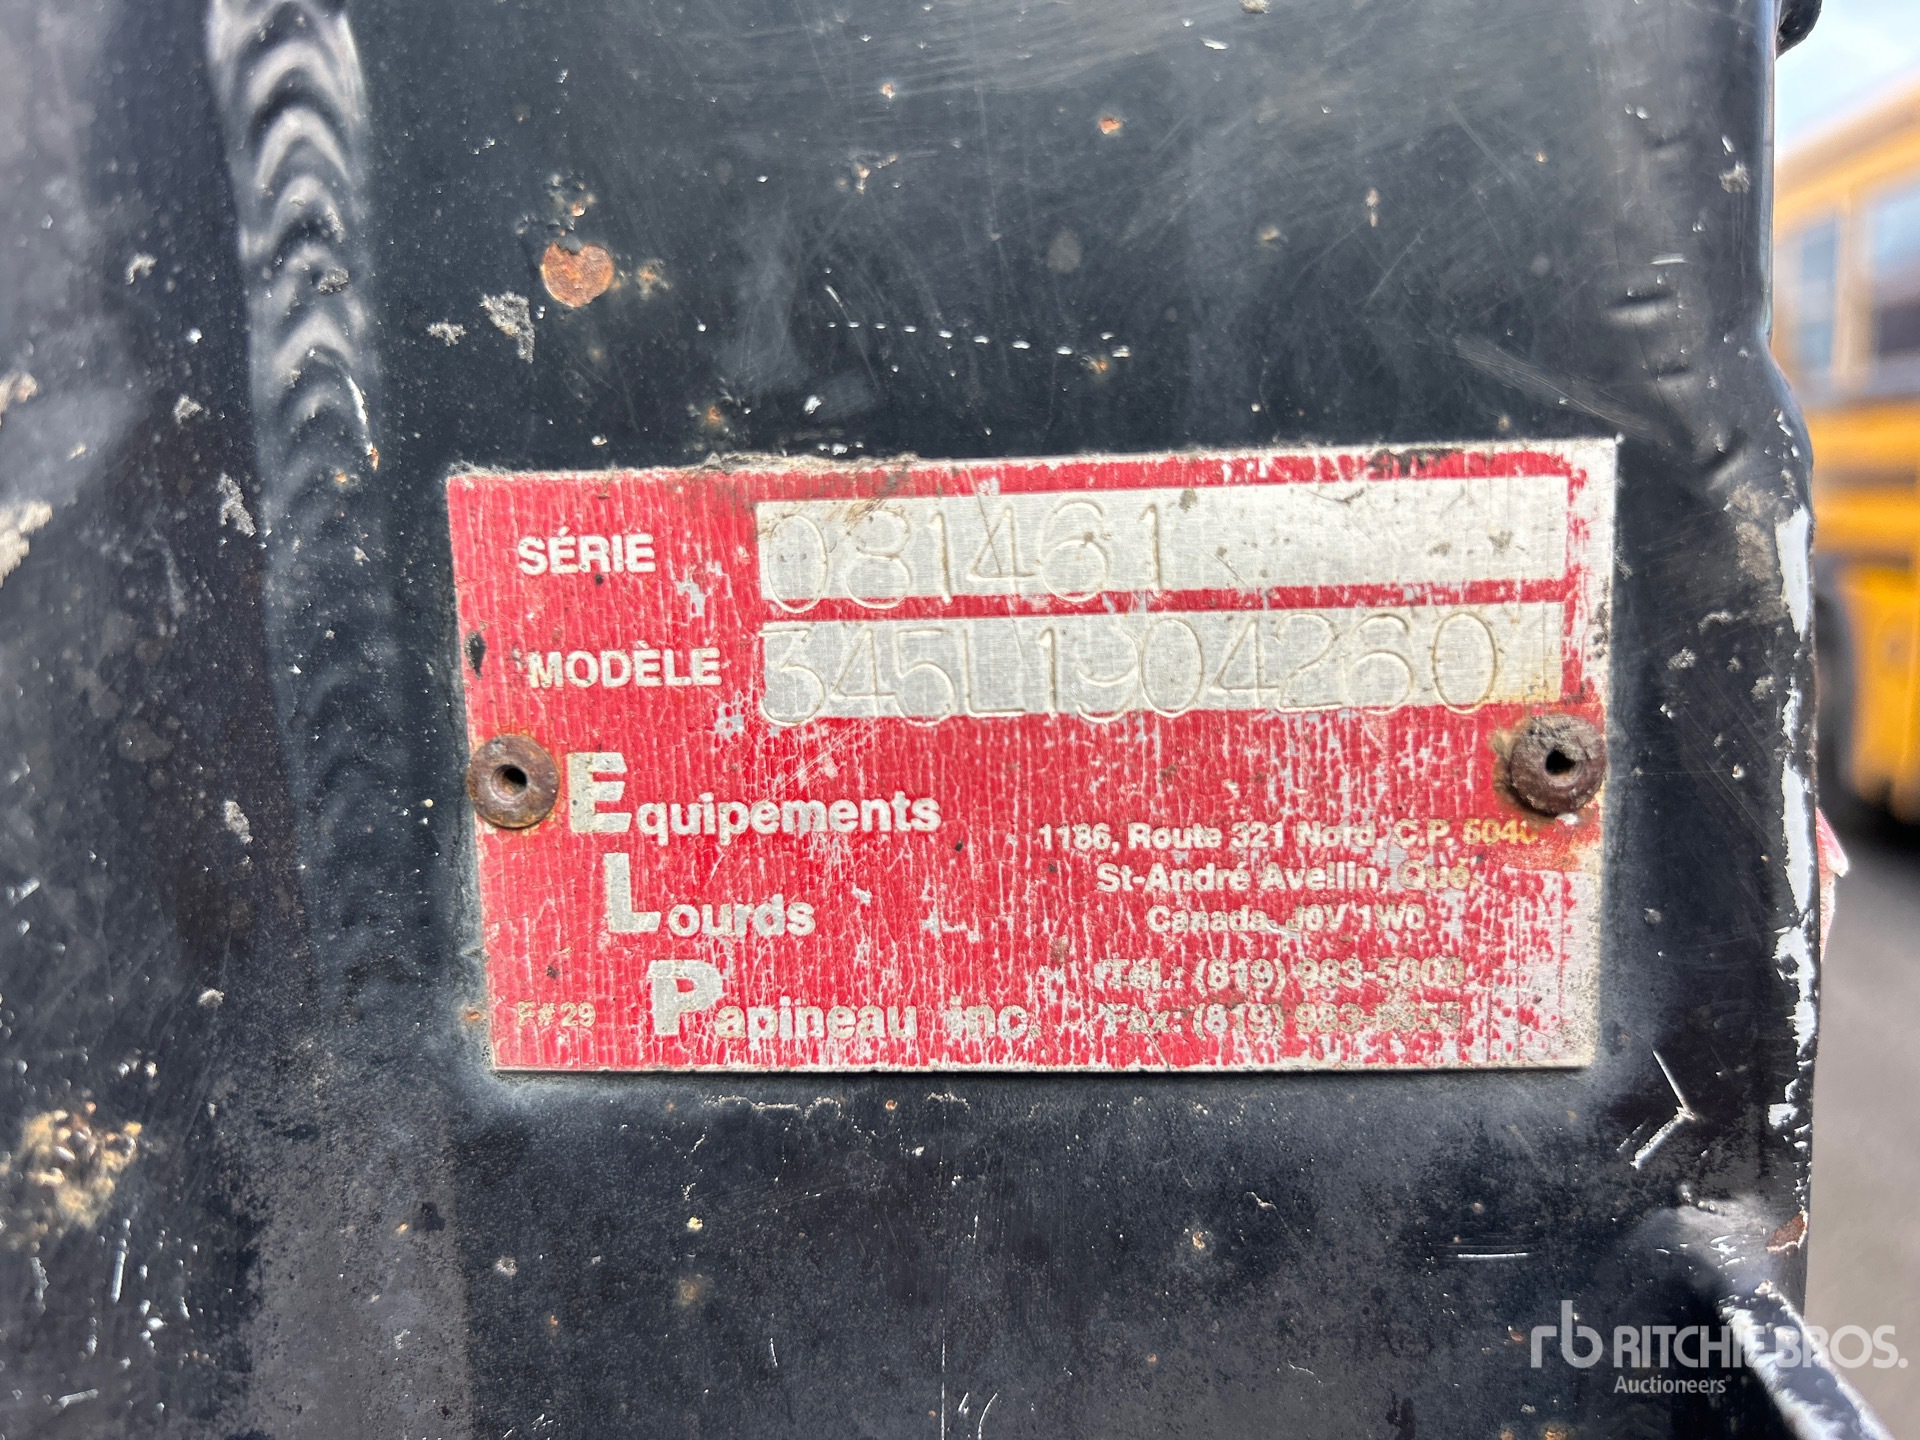 SÉRIE 081461
MODÈLE 345L1904260
Equipements
Lourds
Papineau inc.
F#29
1186, Route 321 Nord, C.P. 5040
St-André Avellin, Qué,
Canada, J0V 1W0
Tél.: (819) 983-5000
Fax: (819)
rb RITCHIE BROS.
Auctioneers